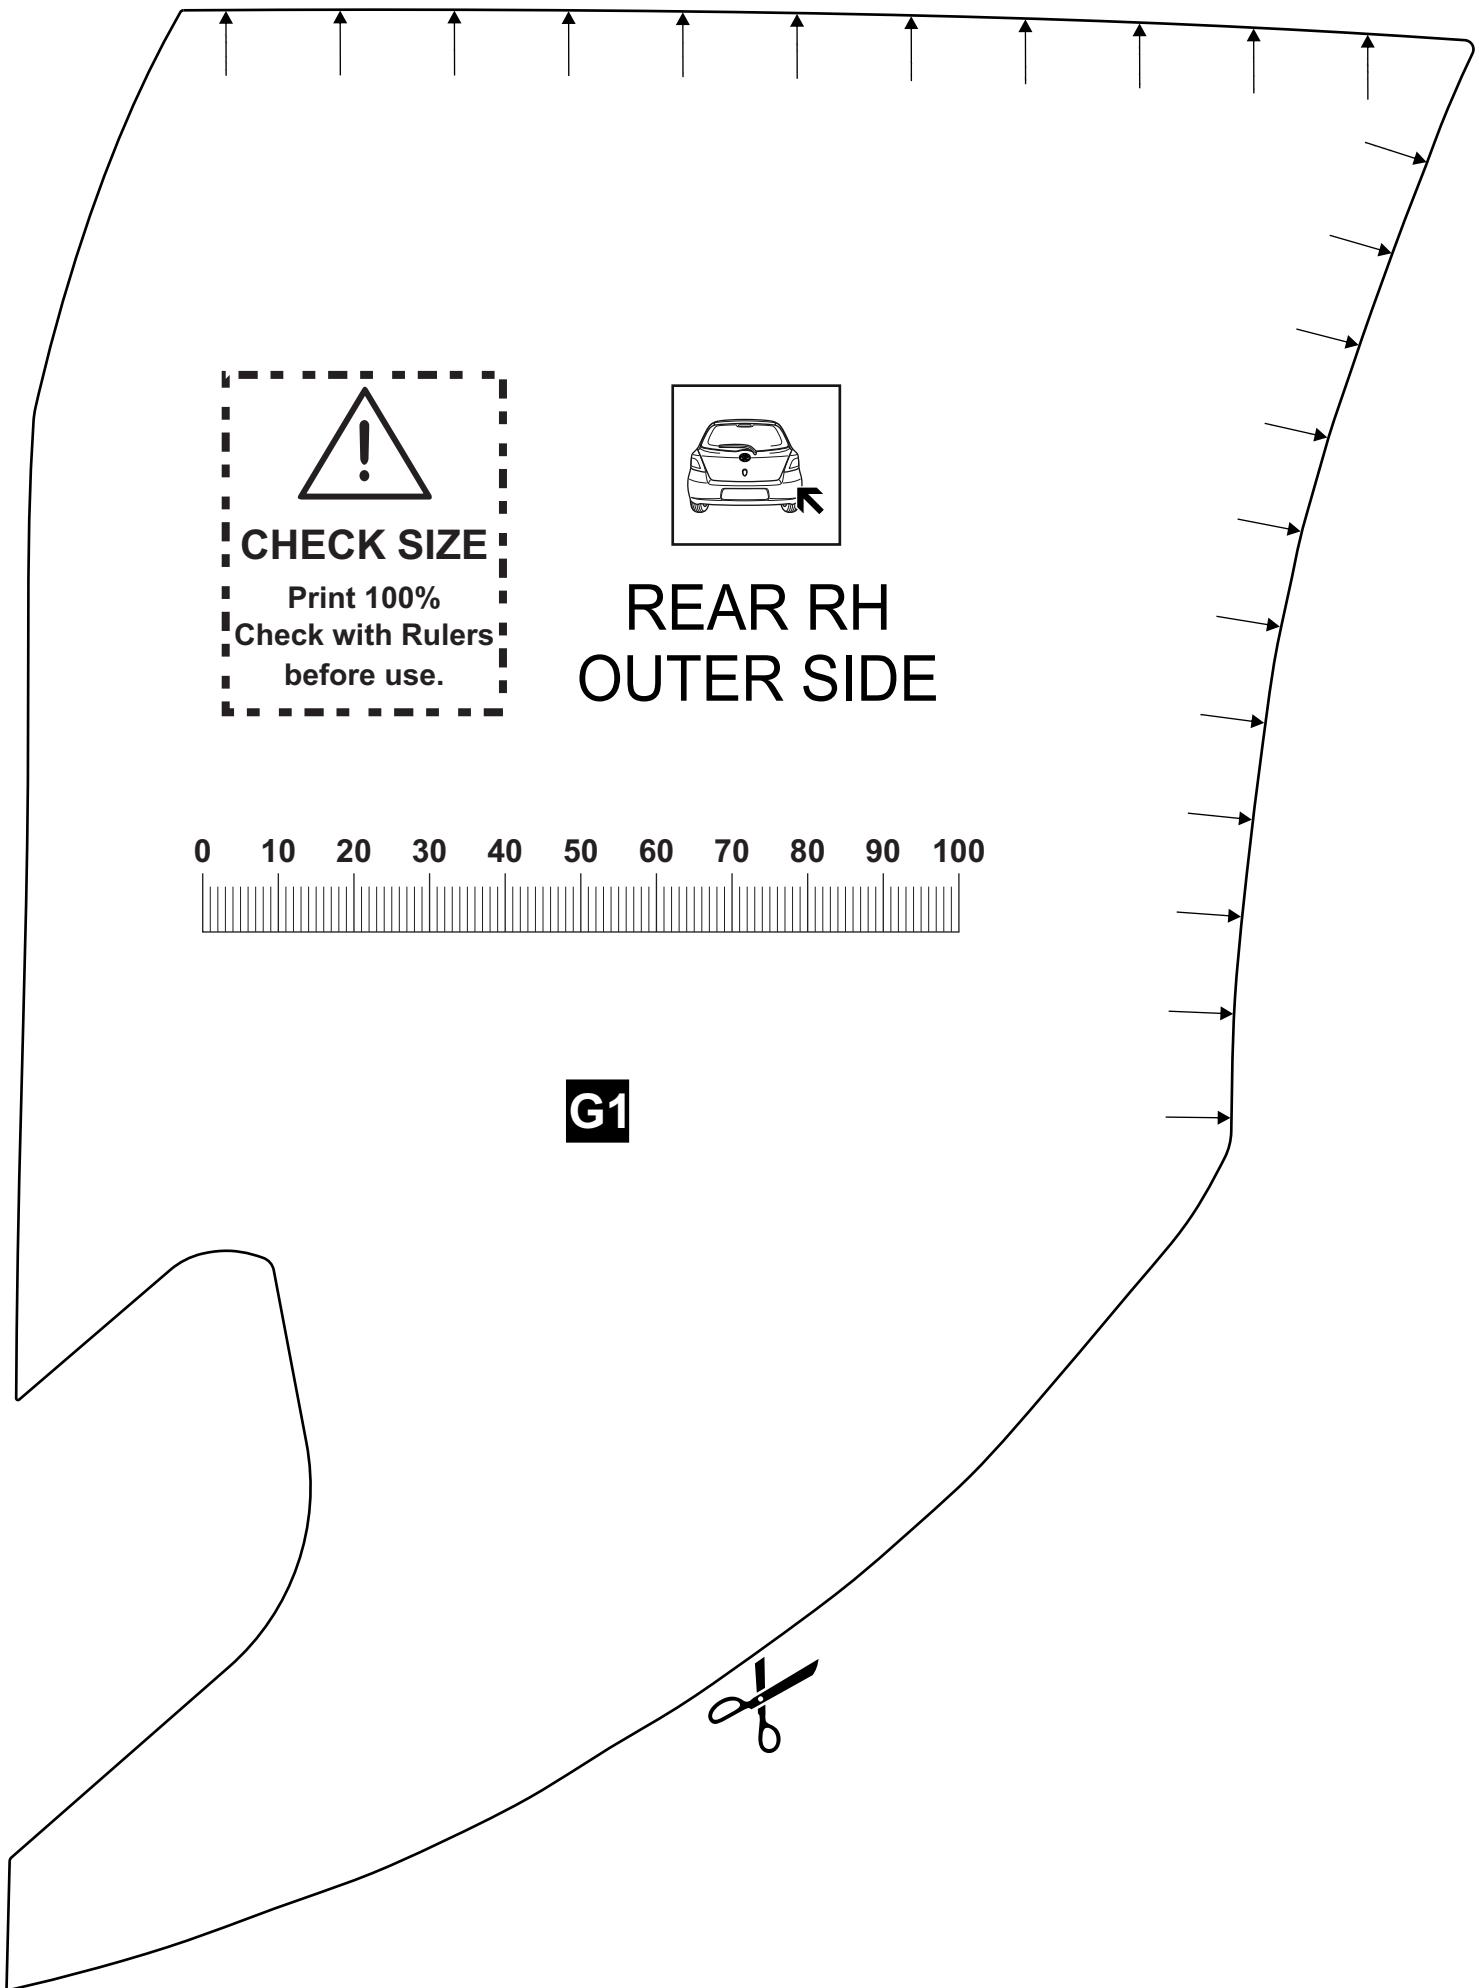 CHECK SIZE
Print 100%
Check with Rulers
before use.
REAR RH
OUTER SIDE
0 10 20 30 40 50 60 70 80 90 100
G1